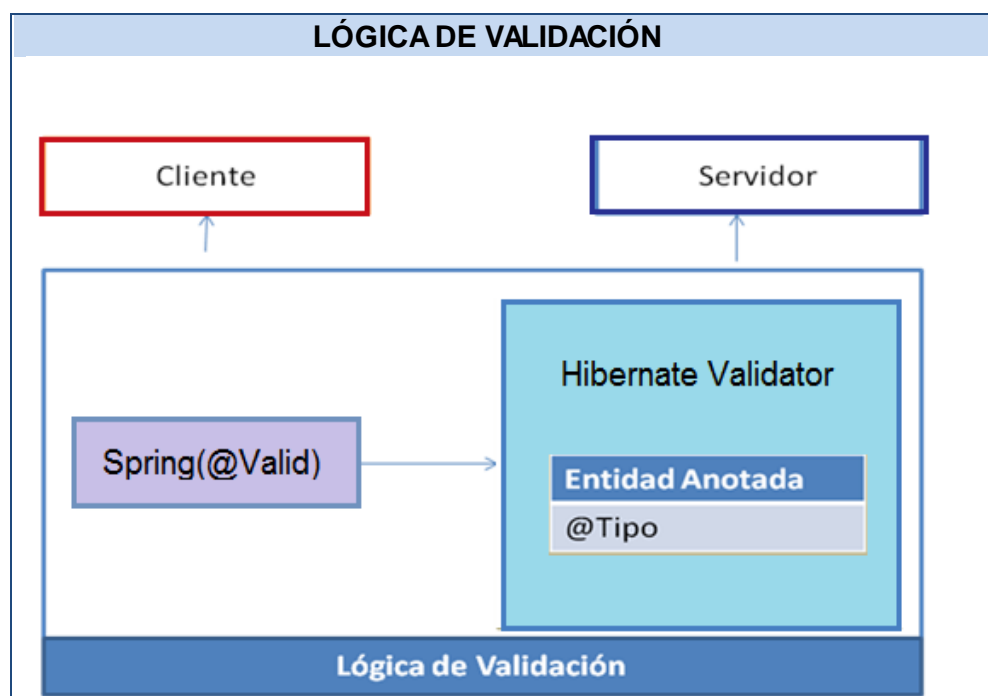 LÓGICA DE VALIDACIÓN
Cliente
Servidor
Hibernate Validator
Spring(@Valid)
Entidad Anotada
@Tipo
Lógica de Validación